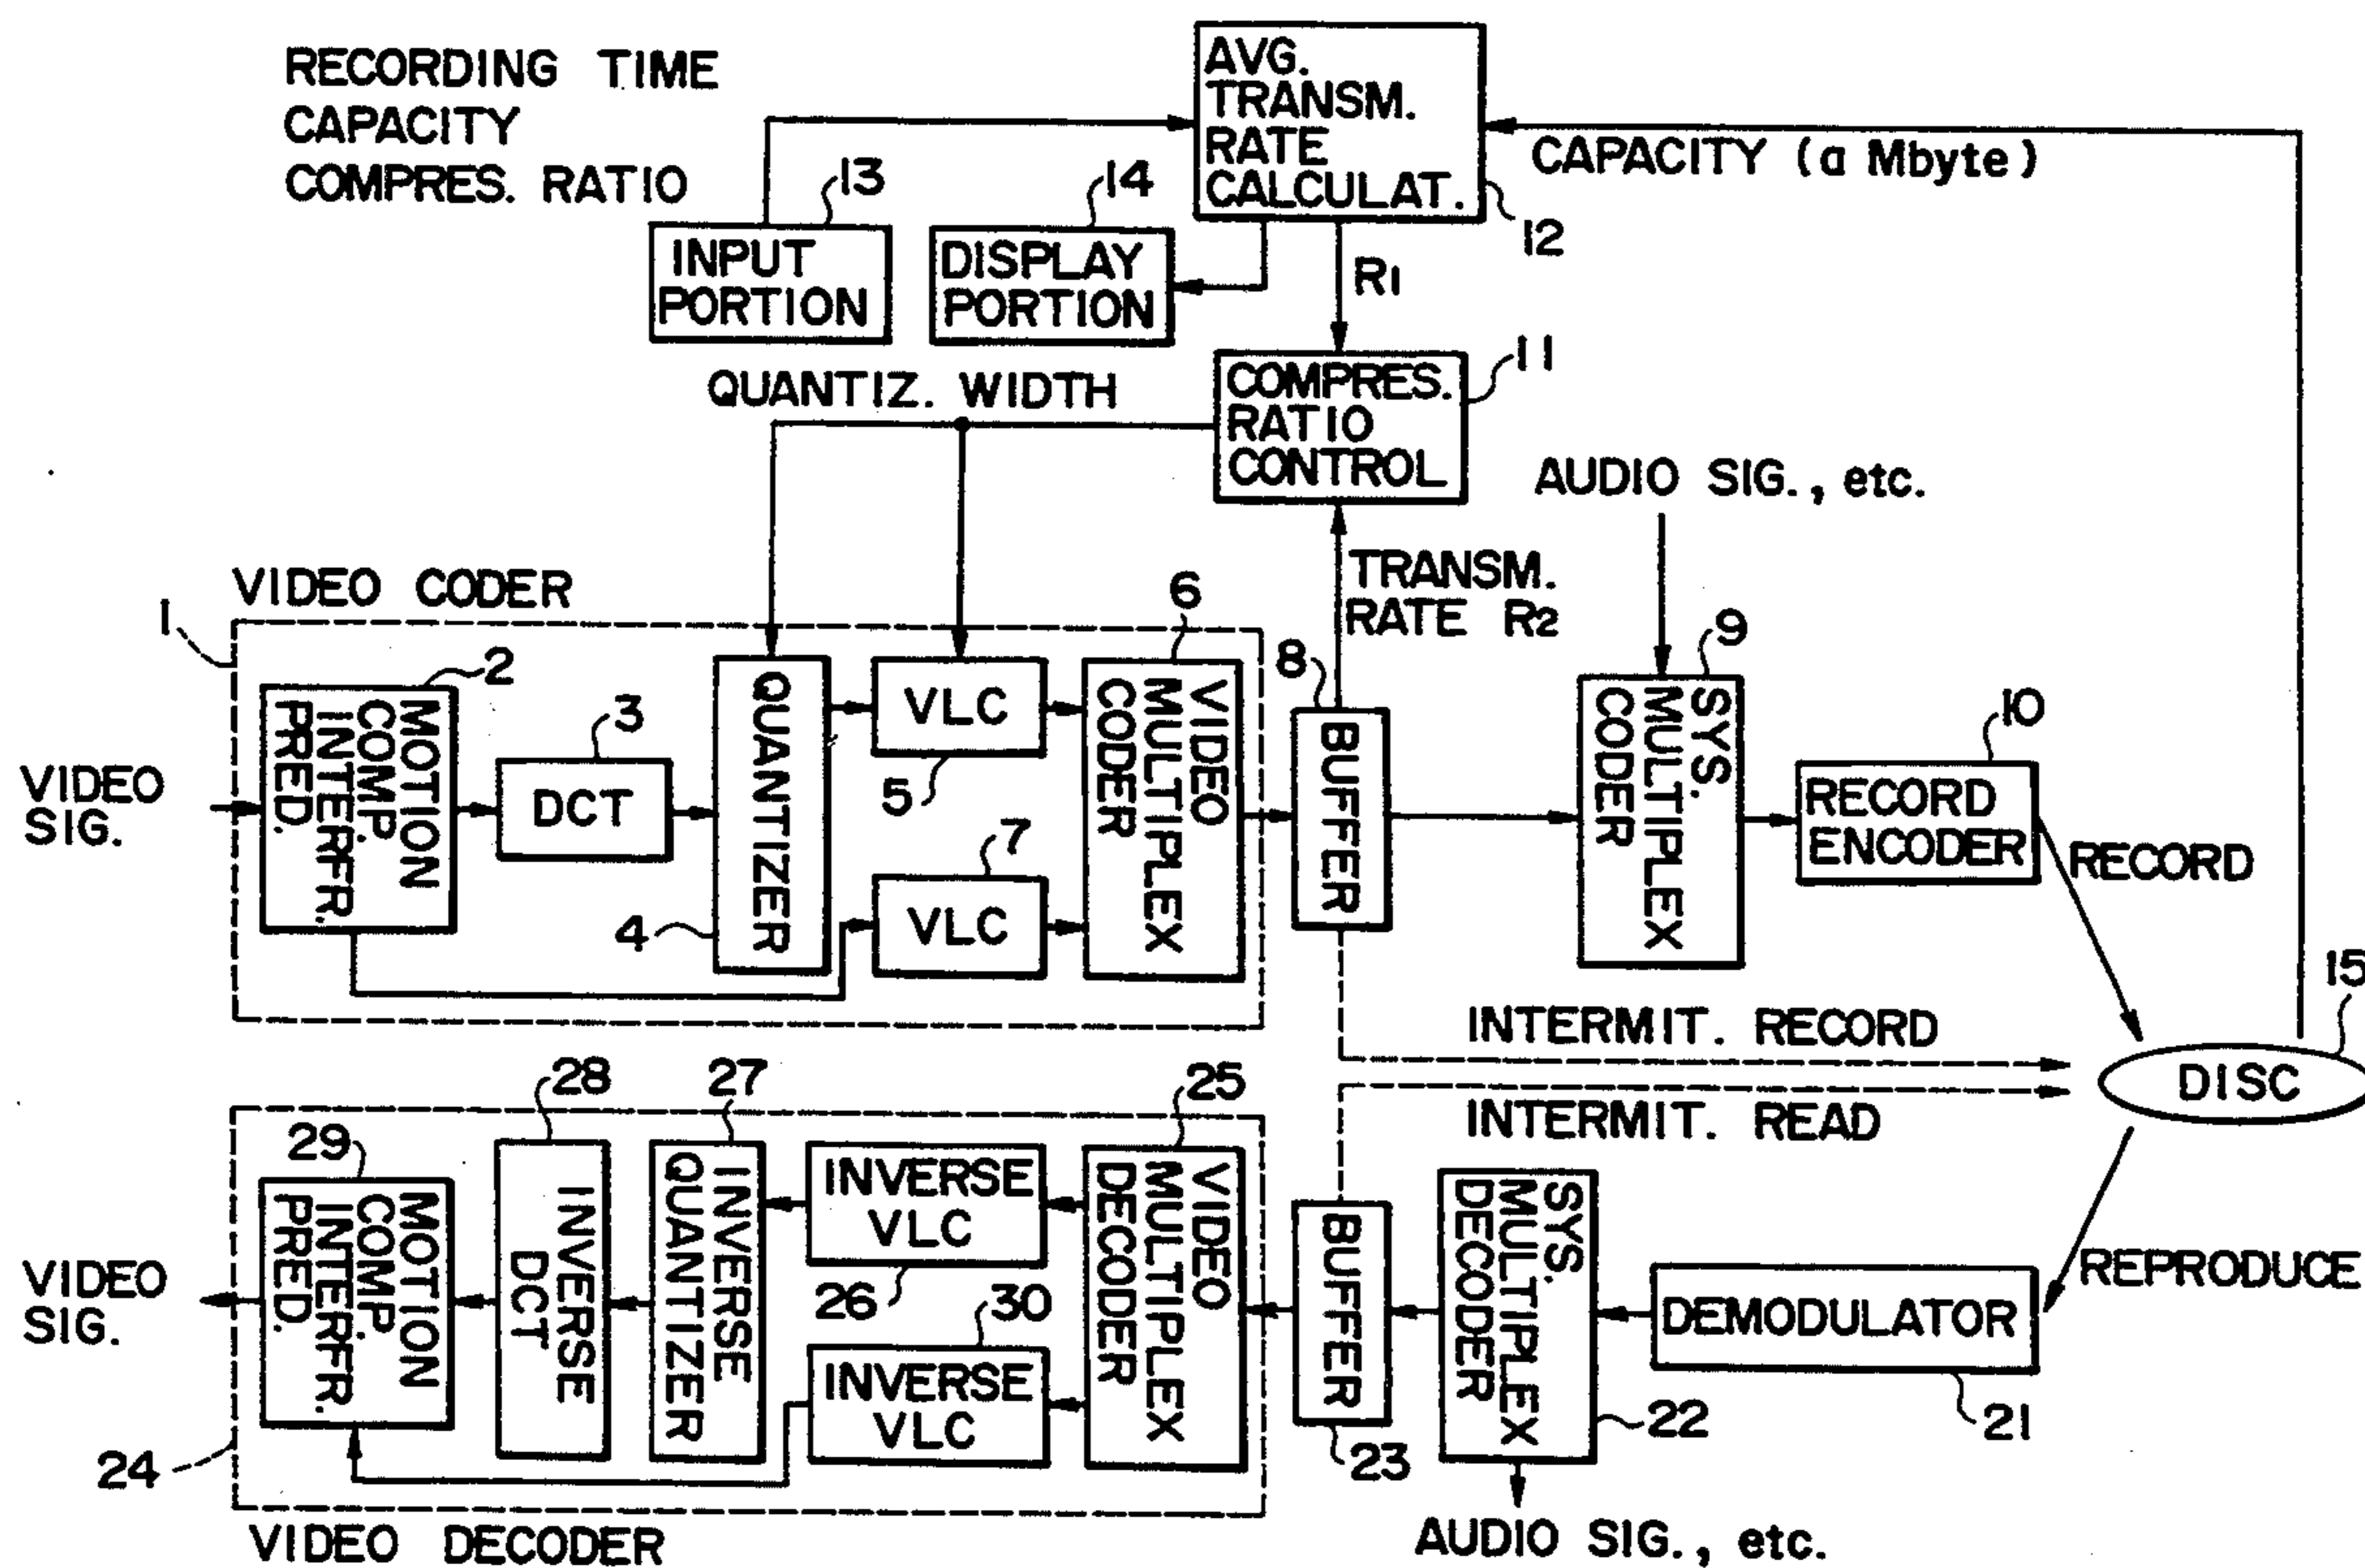 RECORDING TIME
CAPACITY
COMPRES. RATIO
AVG.
TRANSM.
RATE
CALCULAT.
12
CAPACITY (a Mbyte)
13
INPUT
PORTION
14
DISPLAY
PORTION
R1
11
COMPRES.
RATIO
CONTROL
QUANTIZ. WIDTH
AUDIO SIG., etc.
TRANSM.
RATE R2
VIDEO CODER
1
VIDEO
SIG.
2
MOTION
COMP.
INTERFR.
PRED.
3
DCT
4
QUANTIZER
VLC
5
7
VLC
6
VIDEO
MULTIPLEX
CODER
8
BUFFER
9
SYS.
MULTIPLEX
CODER
10
RECORD
ENCODER
RECORD
15
DISC
INTERMIT. RECORD
INTERMIT. READ
REPRODUCE
DEMODULATOR
21
SYS.
MULTIPLEX
DECODER
22
AUDIO SIG., etc.
BUFFER
23
25
VIDEO
MULTIPLEX
DECODER
INVERSE
VLC
26
30
INVERSE
VLC
27
INVERSE
QUANTIZER
28
INVERSE
DCT
29
MOTION
COMP.
INTERFR.
PRED.
VIDEO
SIG.
24
VIDEO DECODER